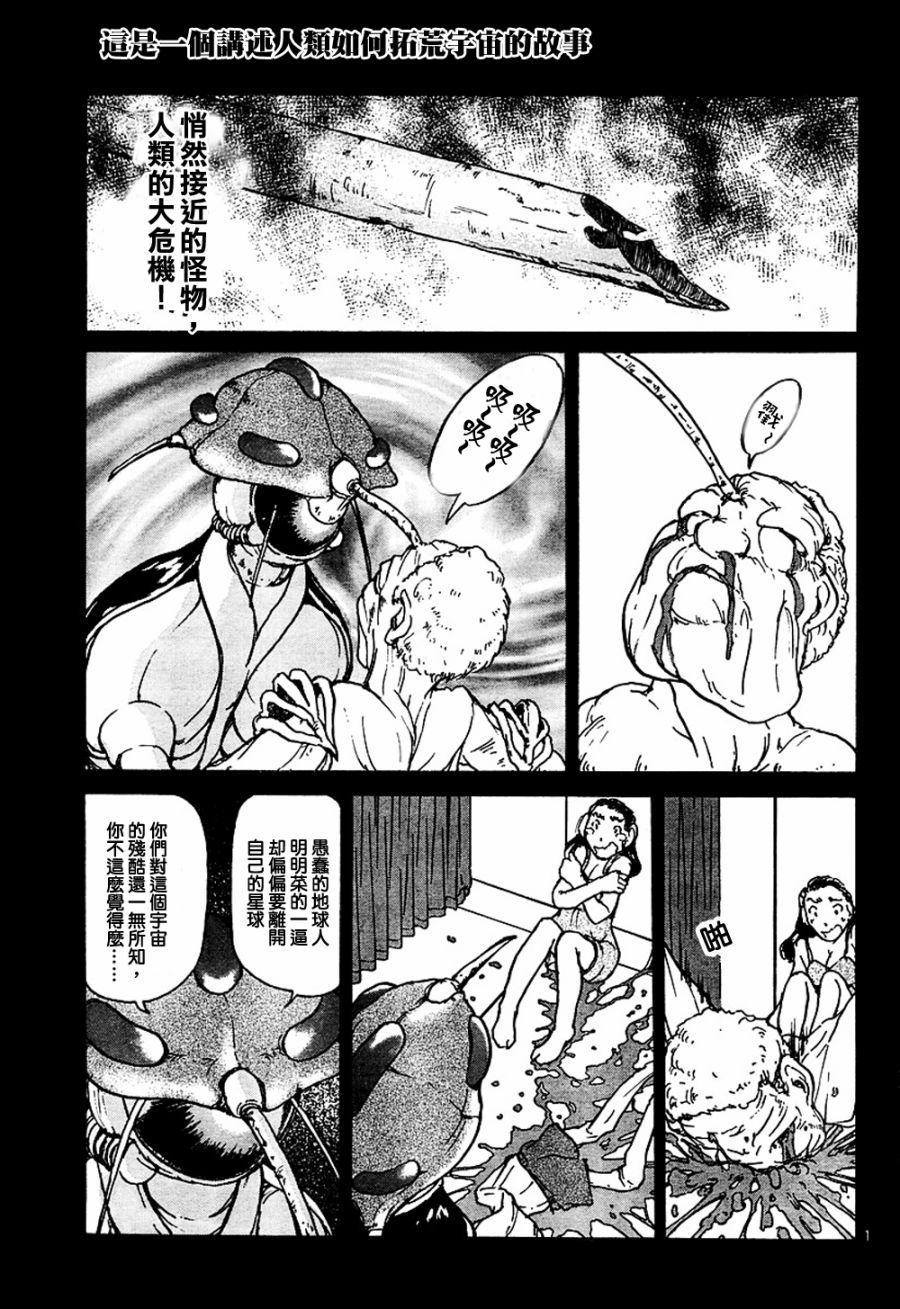 這是一個講述人類如何拓荒宇宙的故事
悄然接近的怪物，
人類的大危機！
戳~
吸~吸~
吸~吸~
愚蠢的地球人
明明菜的一逼
却偏偏要離開
自己的星球
你們對這個宇宙
的殘酷還一無所知，
你不這麼覺得麼……
1